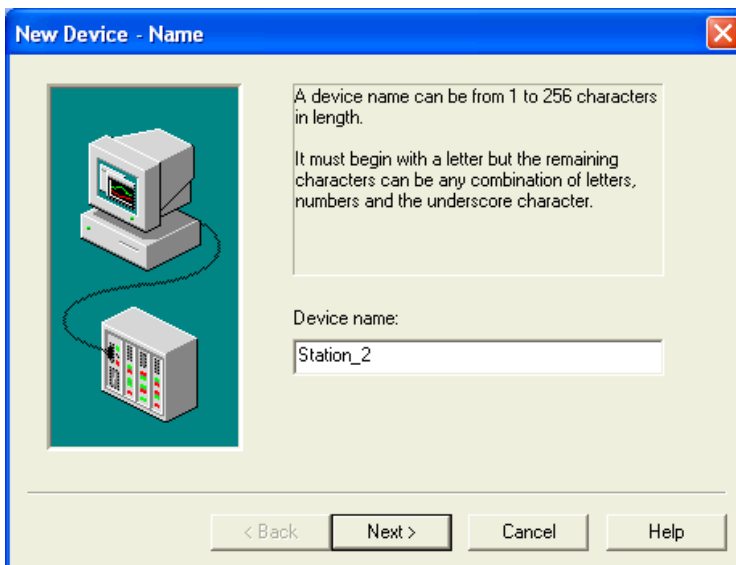 New Device - Name
A device name can be from 1 to 256 characters
in length.
It must begin with a letter but the remaining
characters can be any combination of letters,
numbers and the underscore character.
Device name:
Station_2
< Back
Next >
Cancel
Help